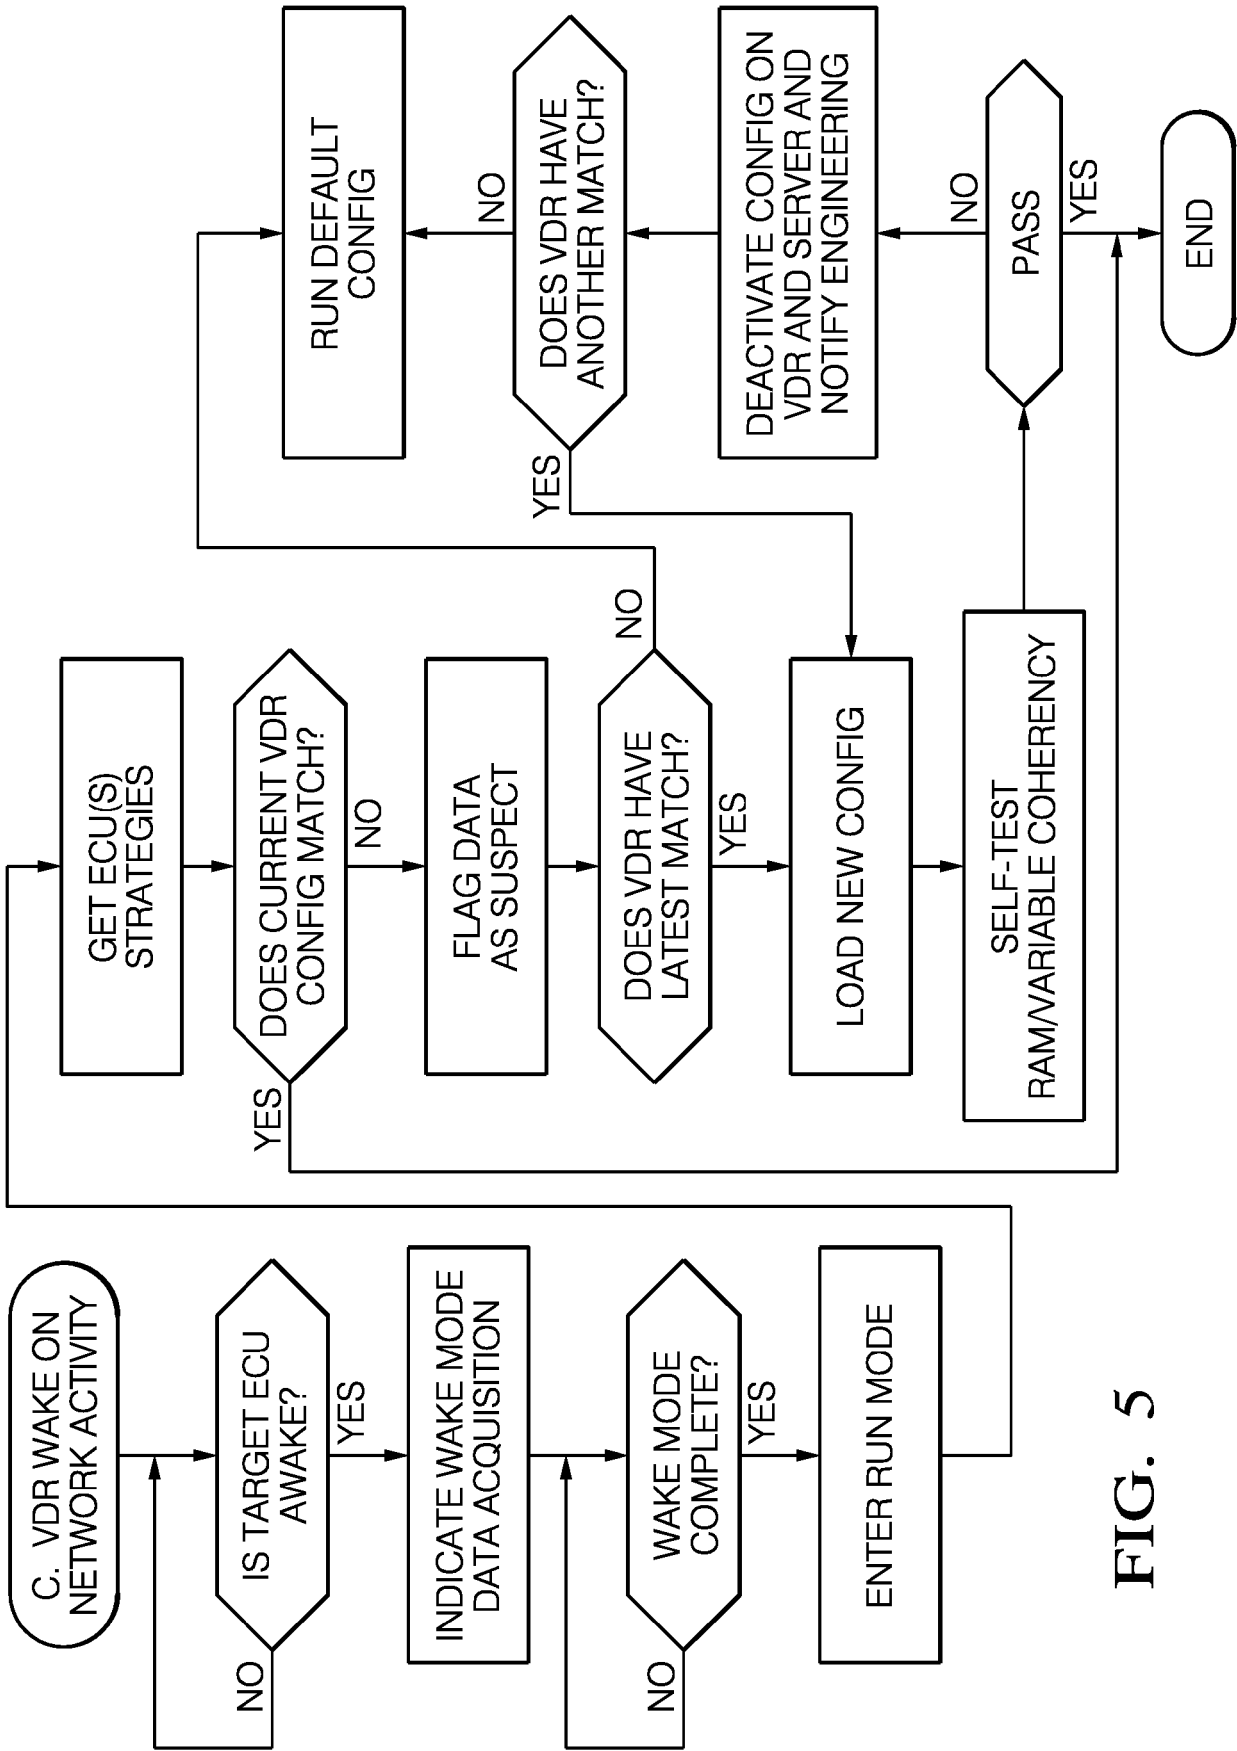 C. VDR WAKE ON
NETWORK ACTIVITY
IS TARGET ECU
AWAKE?
NO
YES
INDICATE WAKE MODE
DATA ACQUISITION
WAKE MODE
COMPLETE?
NO
YES
ENTER RUN MODE
GET ECU(S)
STRATEGIES
DOES CURRENT VDR
CONFIG MATCH?
YES
NO
FLAG DATA
AS SUSPECT
DOES VDR HAVE
LATEST MATCH?
NO
YES
LOAD NEW CONFIG
SELF-TEST
RAM/VARIABLE COHERENCY
RUN DEFAULT
CONFIG
NO
DOES VDR HAVE
ANOTHER MATCH?
YES
DEACTIVATE CONFIG ON
VDR AND SERVER AND
NOTIFY ENGINEERING
NO
PASS
YES
END
FIG. 5